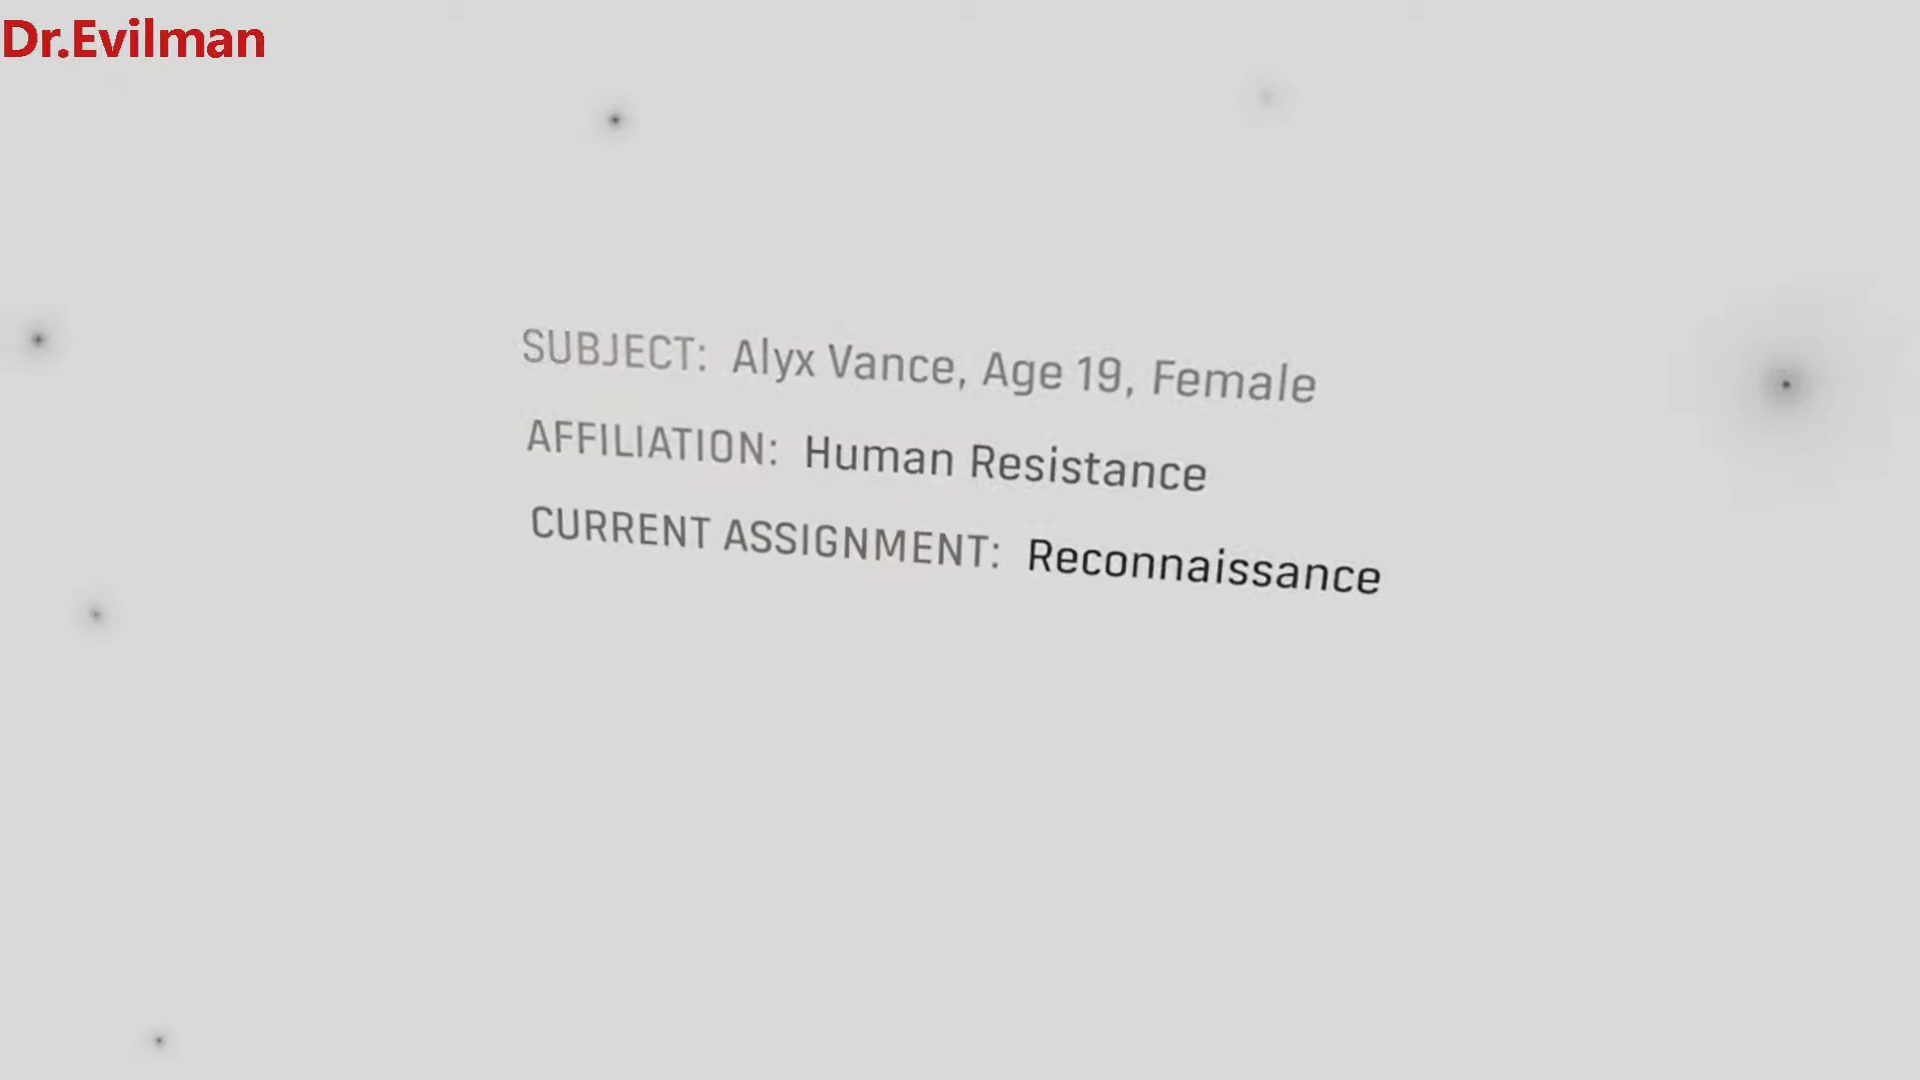 Dr.Evilman
SUBJECT: Alyx Vance, Age 19, Female
AFFILIATION: Human Resistance
CURRENT ASSIGNMENT: Reconnaissance